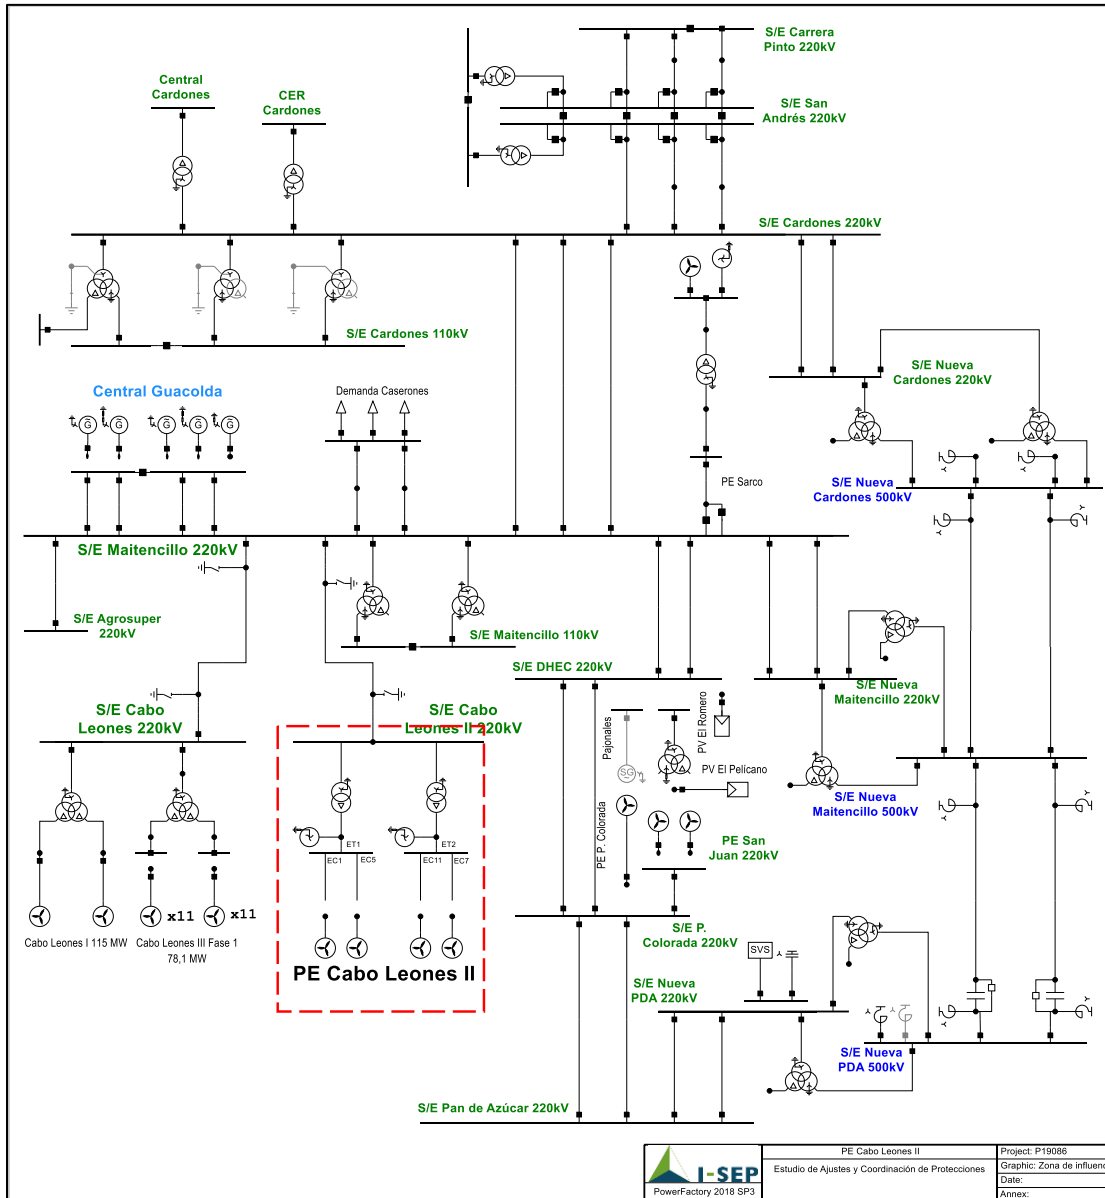 S/E Carrera
Pinto 220kV
Central
Cardones
CER
Cardones
S/E San
Andrés 220kV
S/E Cardones 220kV
S/E Cardones 110kV
S/E Nueva
Cardones 220kV
Central Guacolda
Demanda Caserones
G
G
G
G
G
PE Sarco
S/E Nueva
Cardones 500kV
S/E Maitencillo 220kV
S/E Agrosuper
220kV
S/E Maitencillo 110kV
S/E DHEC 220kV
S/E Nueva
Maitencillo 220kV
S/E Cabo
Leones 220kV
S/E Cabo
Leones II 220kV
Pajonales
PV El Romero
SG
PV El Pelícano
S/E Nueva
Maitencillo 500kV
PE P. Colorada
PE San
Juan 220kV
ET1
ET2
EC1
EC5
EC11
EC7
x11
x11
Cabo Leones I 115 MW
Cabo Leones III Fase 1
78,1 MW
PE Cabo Leones II
S/E P.
Colorada 220kV
SVS
S/E Nueva
PDA 220kV
S/E Nueva
PDA 500kV
S/E Pan de Azúcar 220kV
I-SEP
PowerFactory 2018 SP3
PE Cabo Leones II
Estudio de Ajustes y Coordinación de Protecciones
Project: P19086
Graphic: Zona de influenc
Date:
Annex: